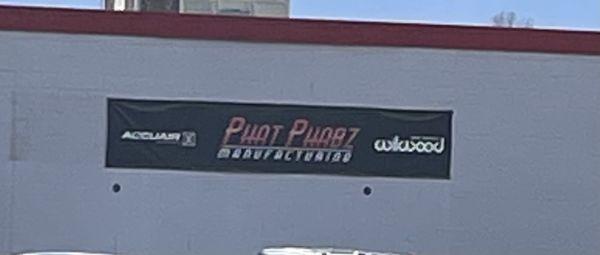 ACCUAIR
PHAT PHABZ
MANUFACTURING
wilwood